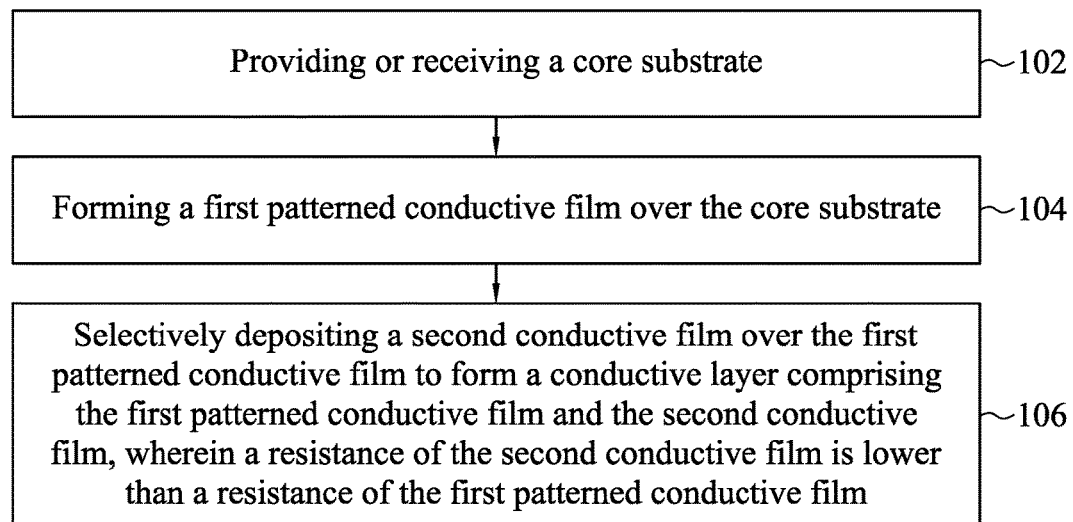 Providing or receiving a core substrate
102
Forming a first patterned conductive film over the core substrate
104
Selectively depositing a second conductive film over the first
patterned conductive film to form a conductive layer comprising
the first patterned conductive film and the second conductive
film, wherein a resistance of the second conductive film is lower
than a resistance of the first patterned conductive film
106